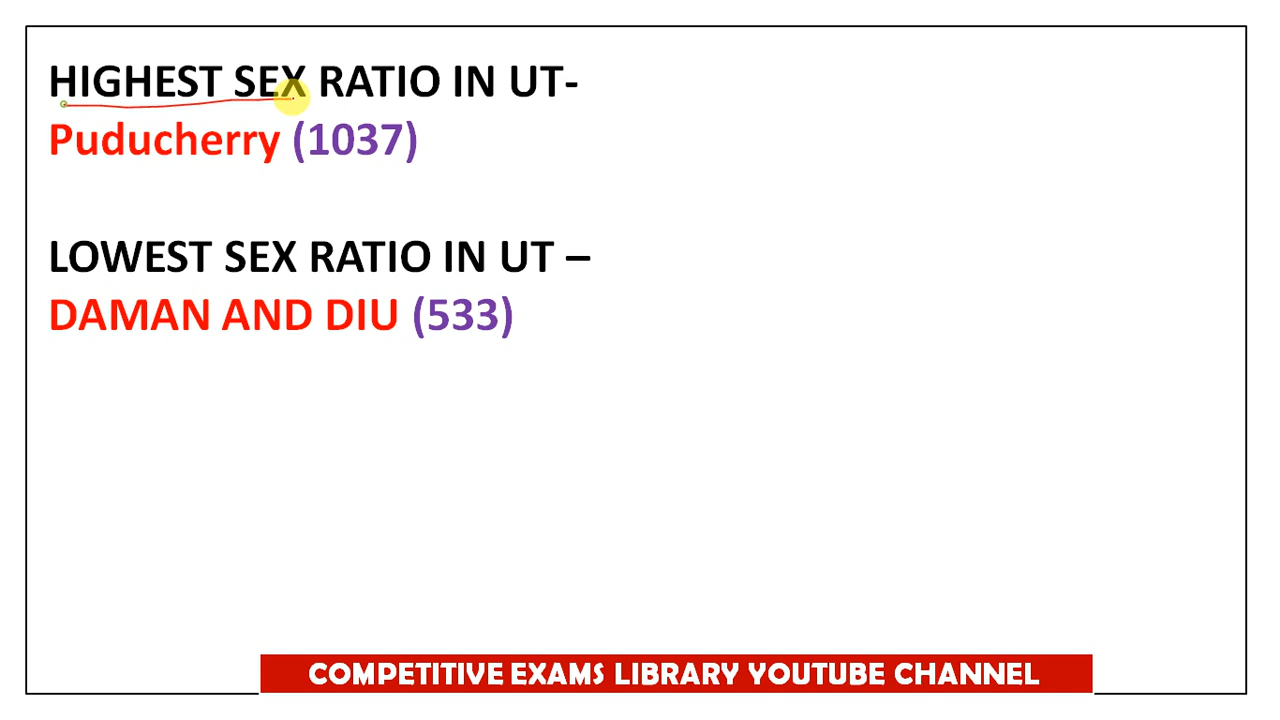 HIGHEST SEX RATIO IN UT-
Puducherry (1037)
LOWEST SEX RATIO IN UT –
DAMAN AND DIU (533)
COMPETITIVE EXAMS LIBRARY YOUTUBE CHANNEL